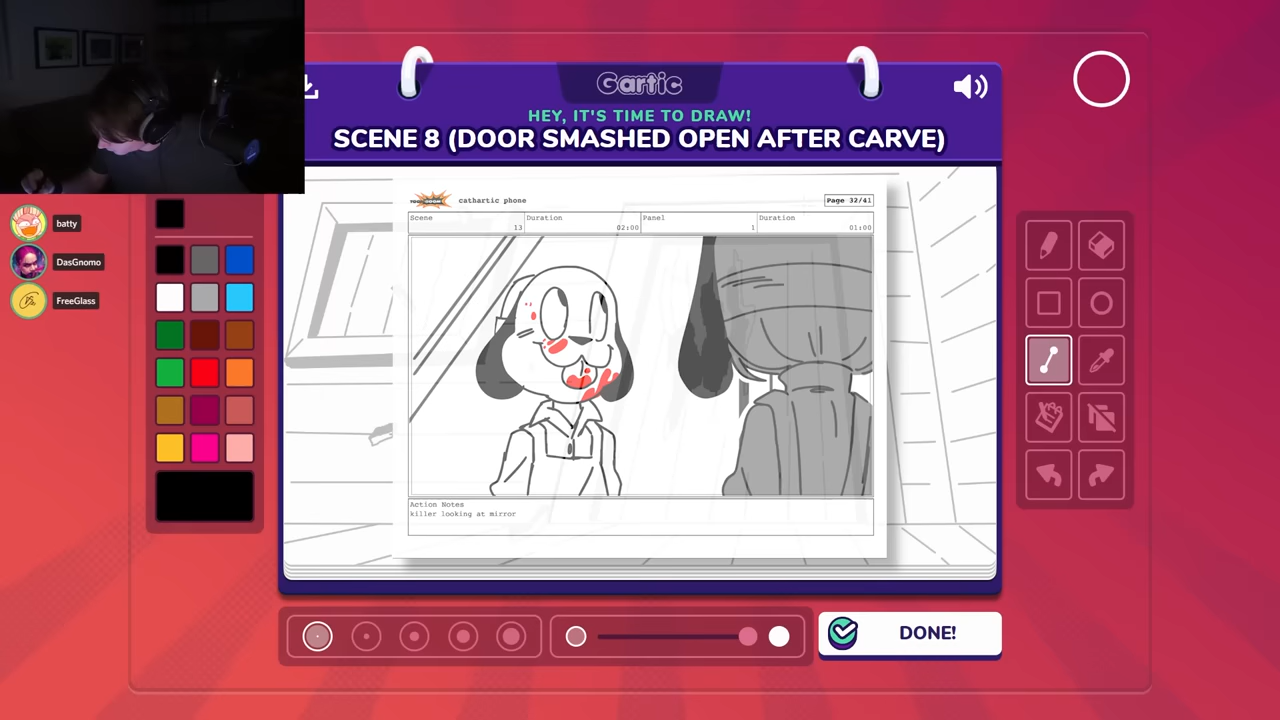 Gartic
HEY, IT'S TIME TO DRAW!
SCENE 8 (DOOR SMASHED OPEN AFTER CARVE)
batty
DasGnomo
FreeGlass
cathartic phone
Page 32/41
Scene Duration Panel Duration
13 02:00 1 01:00
Action Notes
killer looking at mirror
DONE!